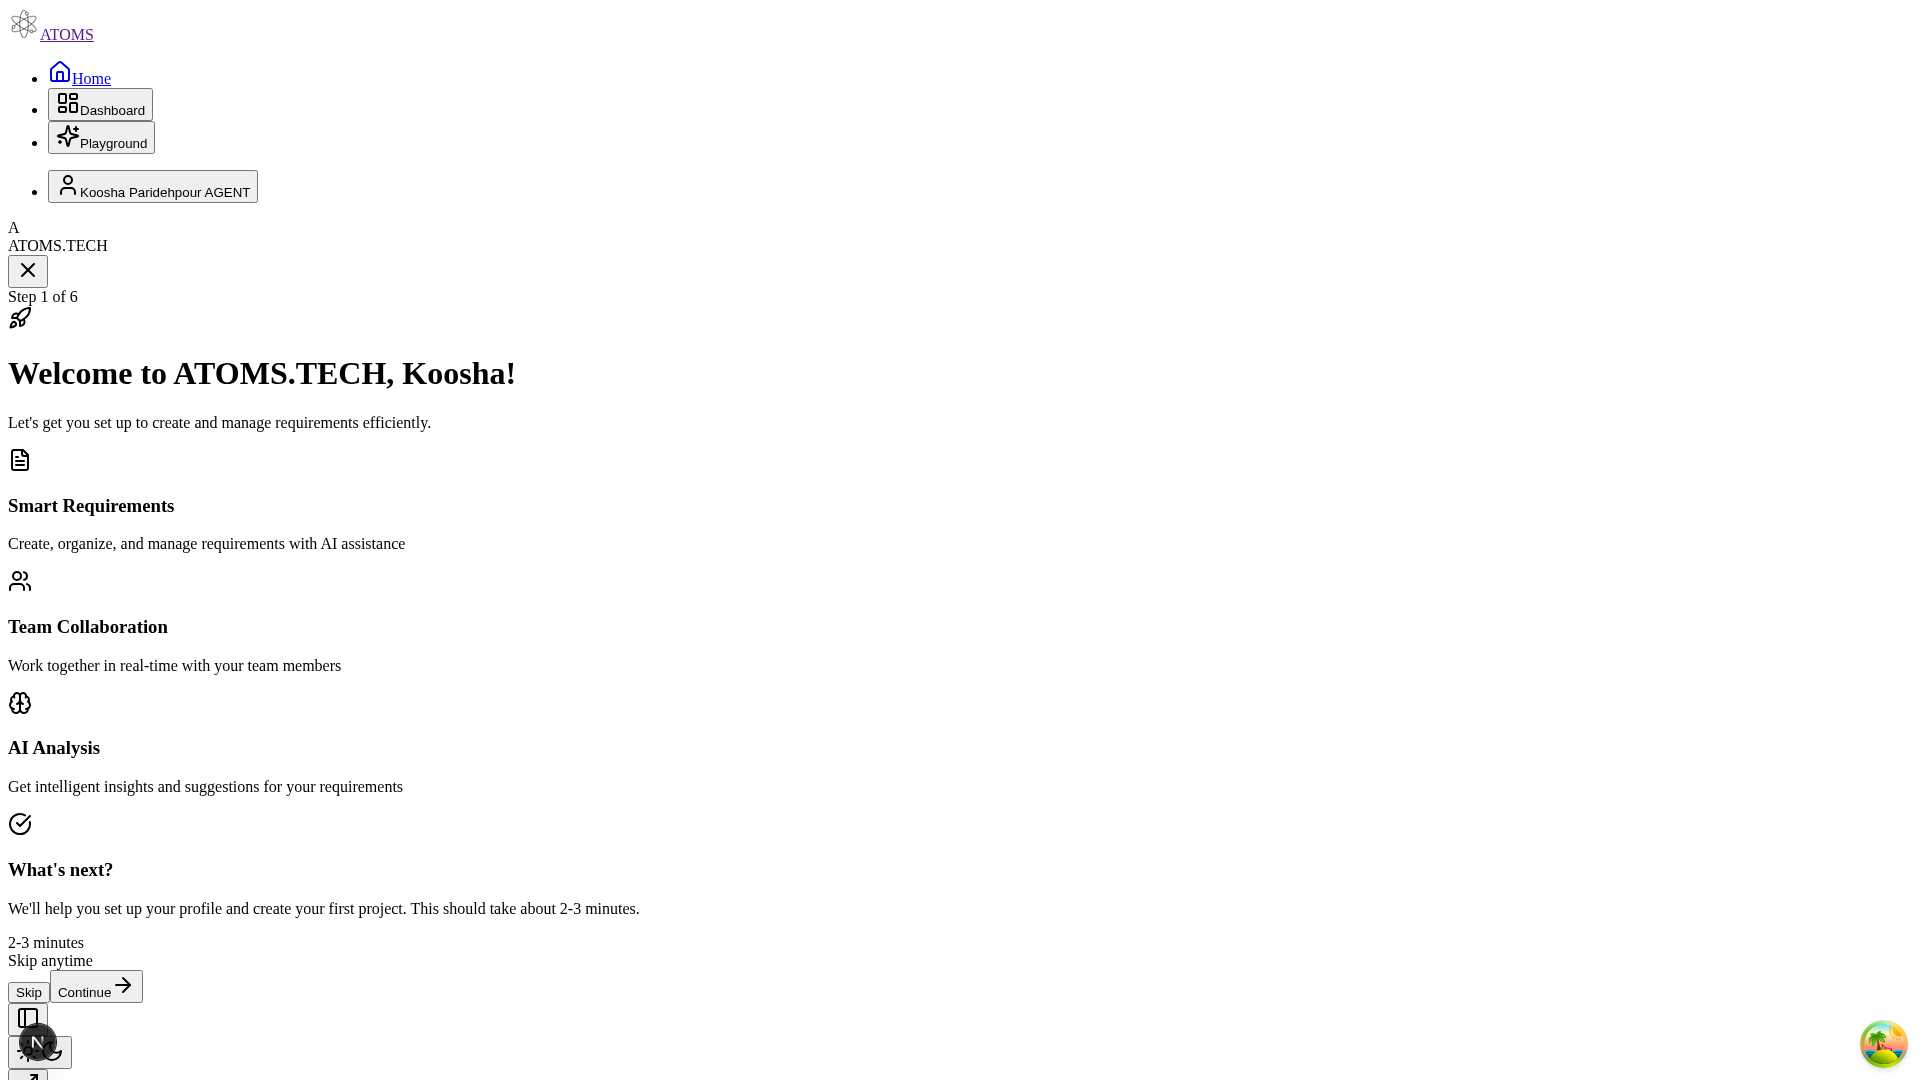 ATOMS
Home
Dashboard
Playground
Koosha Paridehpour AGENT
A
ATOMS.TECH
Step 1 of 6
Welcome to ATOMS.TECH, Koosha!
Let's get you set up to create and manage requirements efficiently.
Smart Requirements
Create, organize, and manage requirements with AI assistance
Team Collaboration
Work together in real-time with your team members
AI Analysis
Get intelligent insights and suggestions for your requirements
What's next?
We'll help you set up your profile and create your first project. This should take about 2-3 minutes.
2-3 minutes
Skip anytime
Skip Continue
N